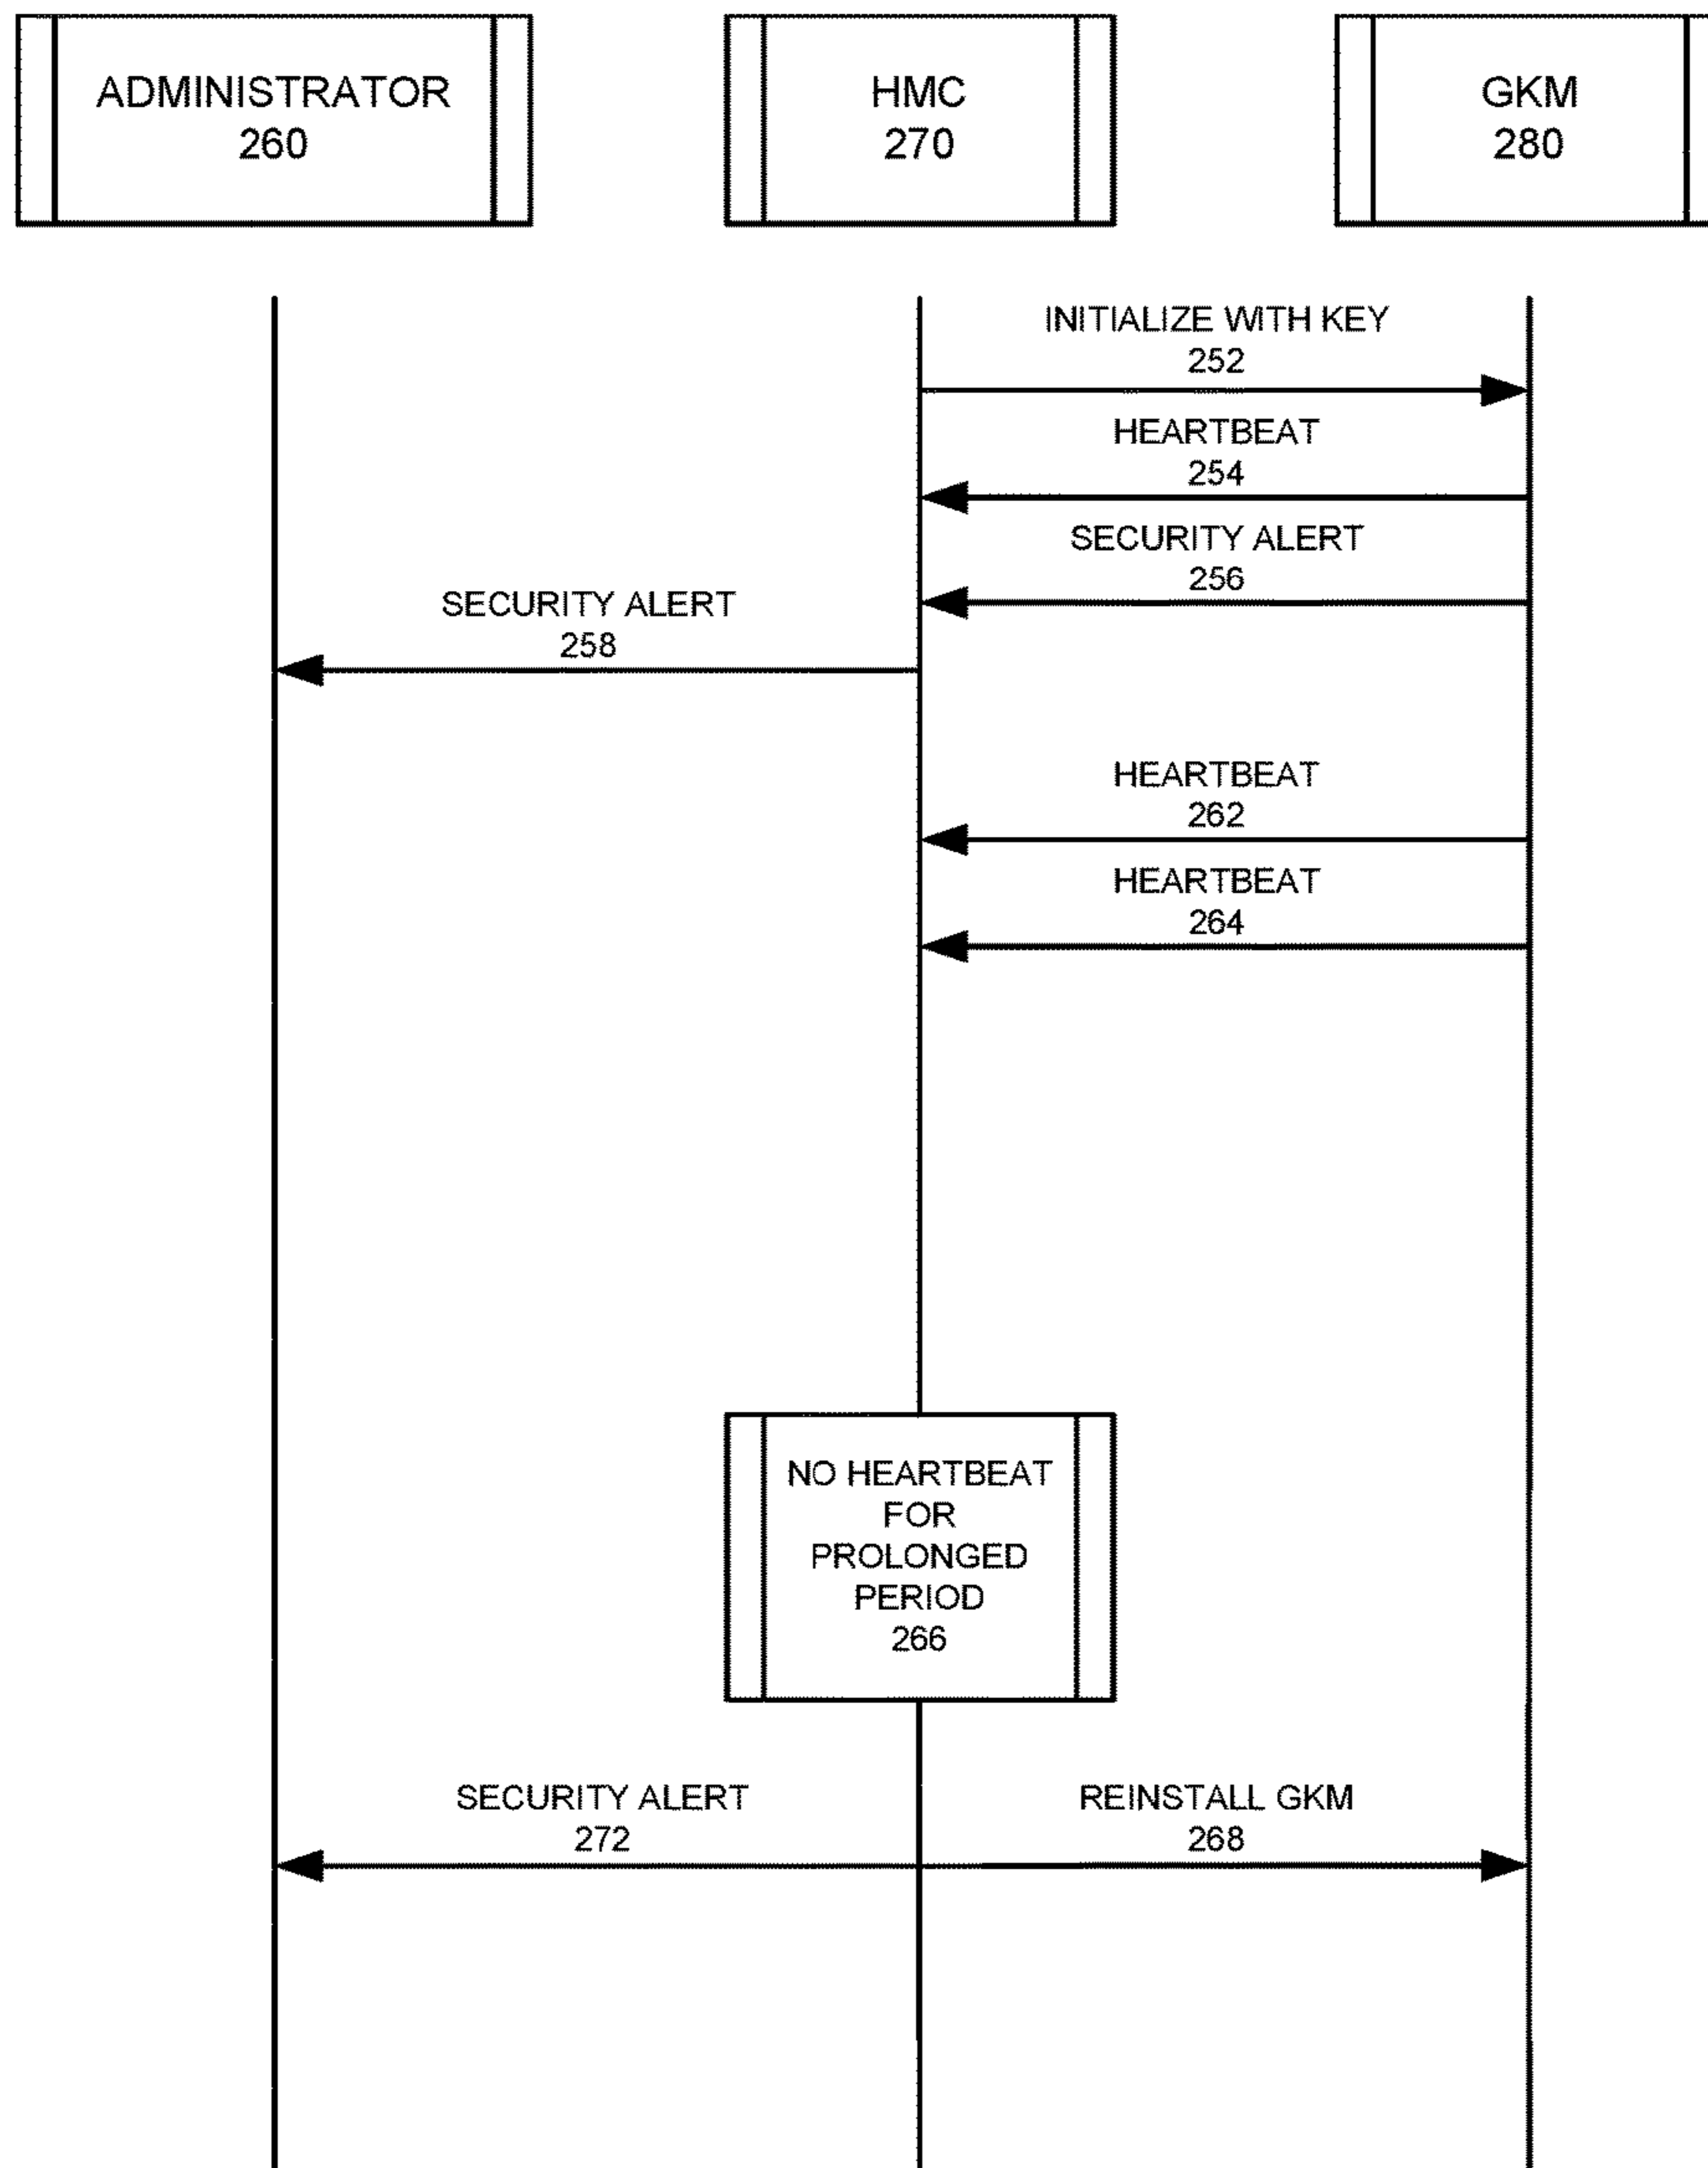 ADMINISTRATOR
260
HMC
270
GKM
280
INITIALIZE WITH KEY
252
HEARTBEAT
254
SECURITY ALERT
256
SECURITY ALERT
258
HEARTBEAT
262
HEARTBEAT
264
NO HEARTBEAT
FOR
PROLONGED
PERIOD
266
SECURITY ALERT
272
REINSTALL GKM
268